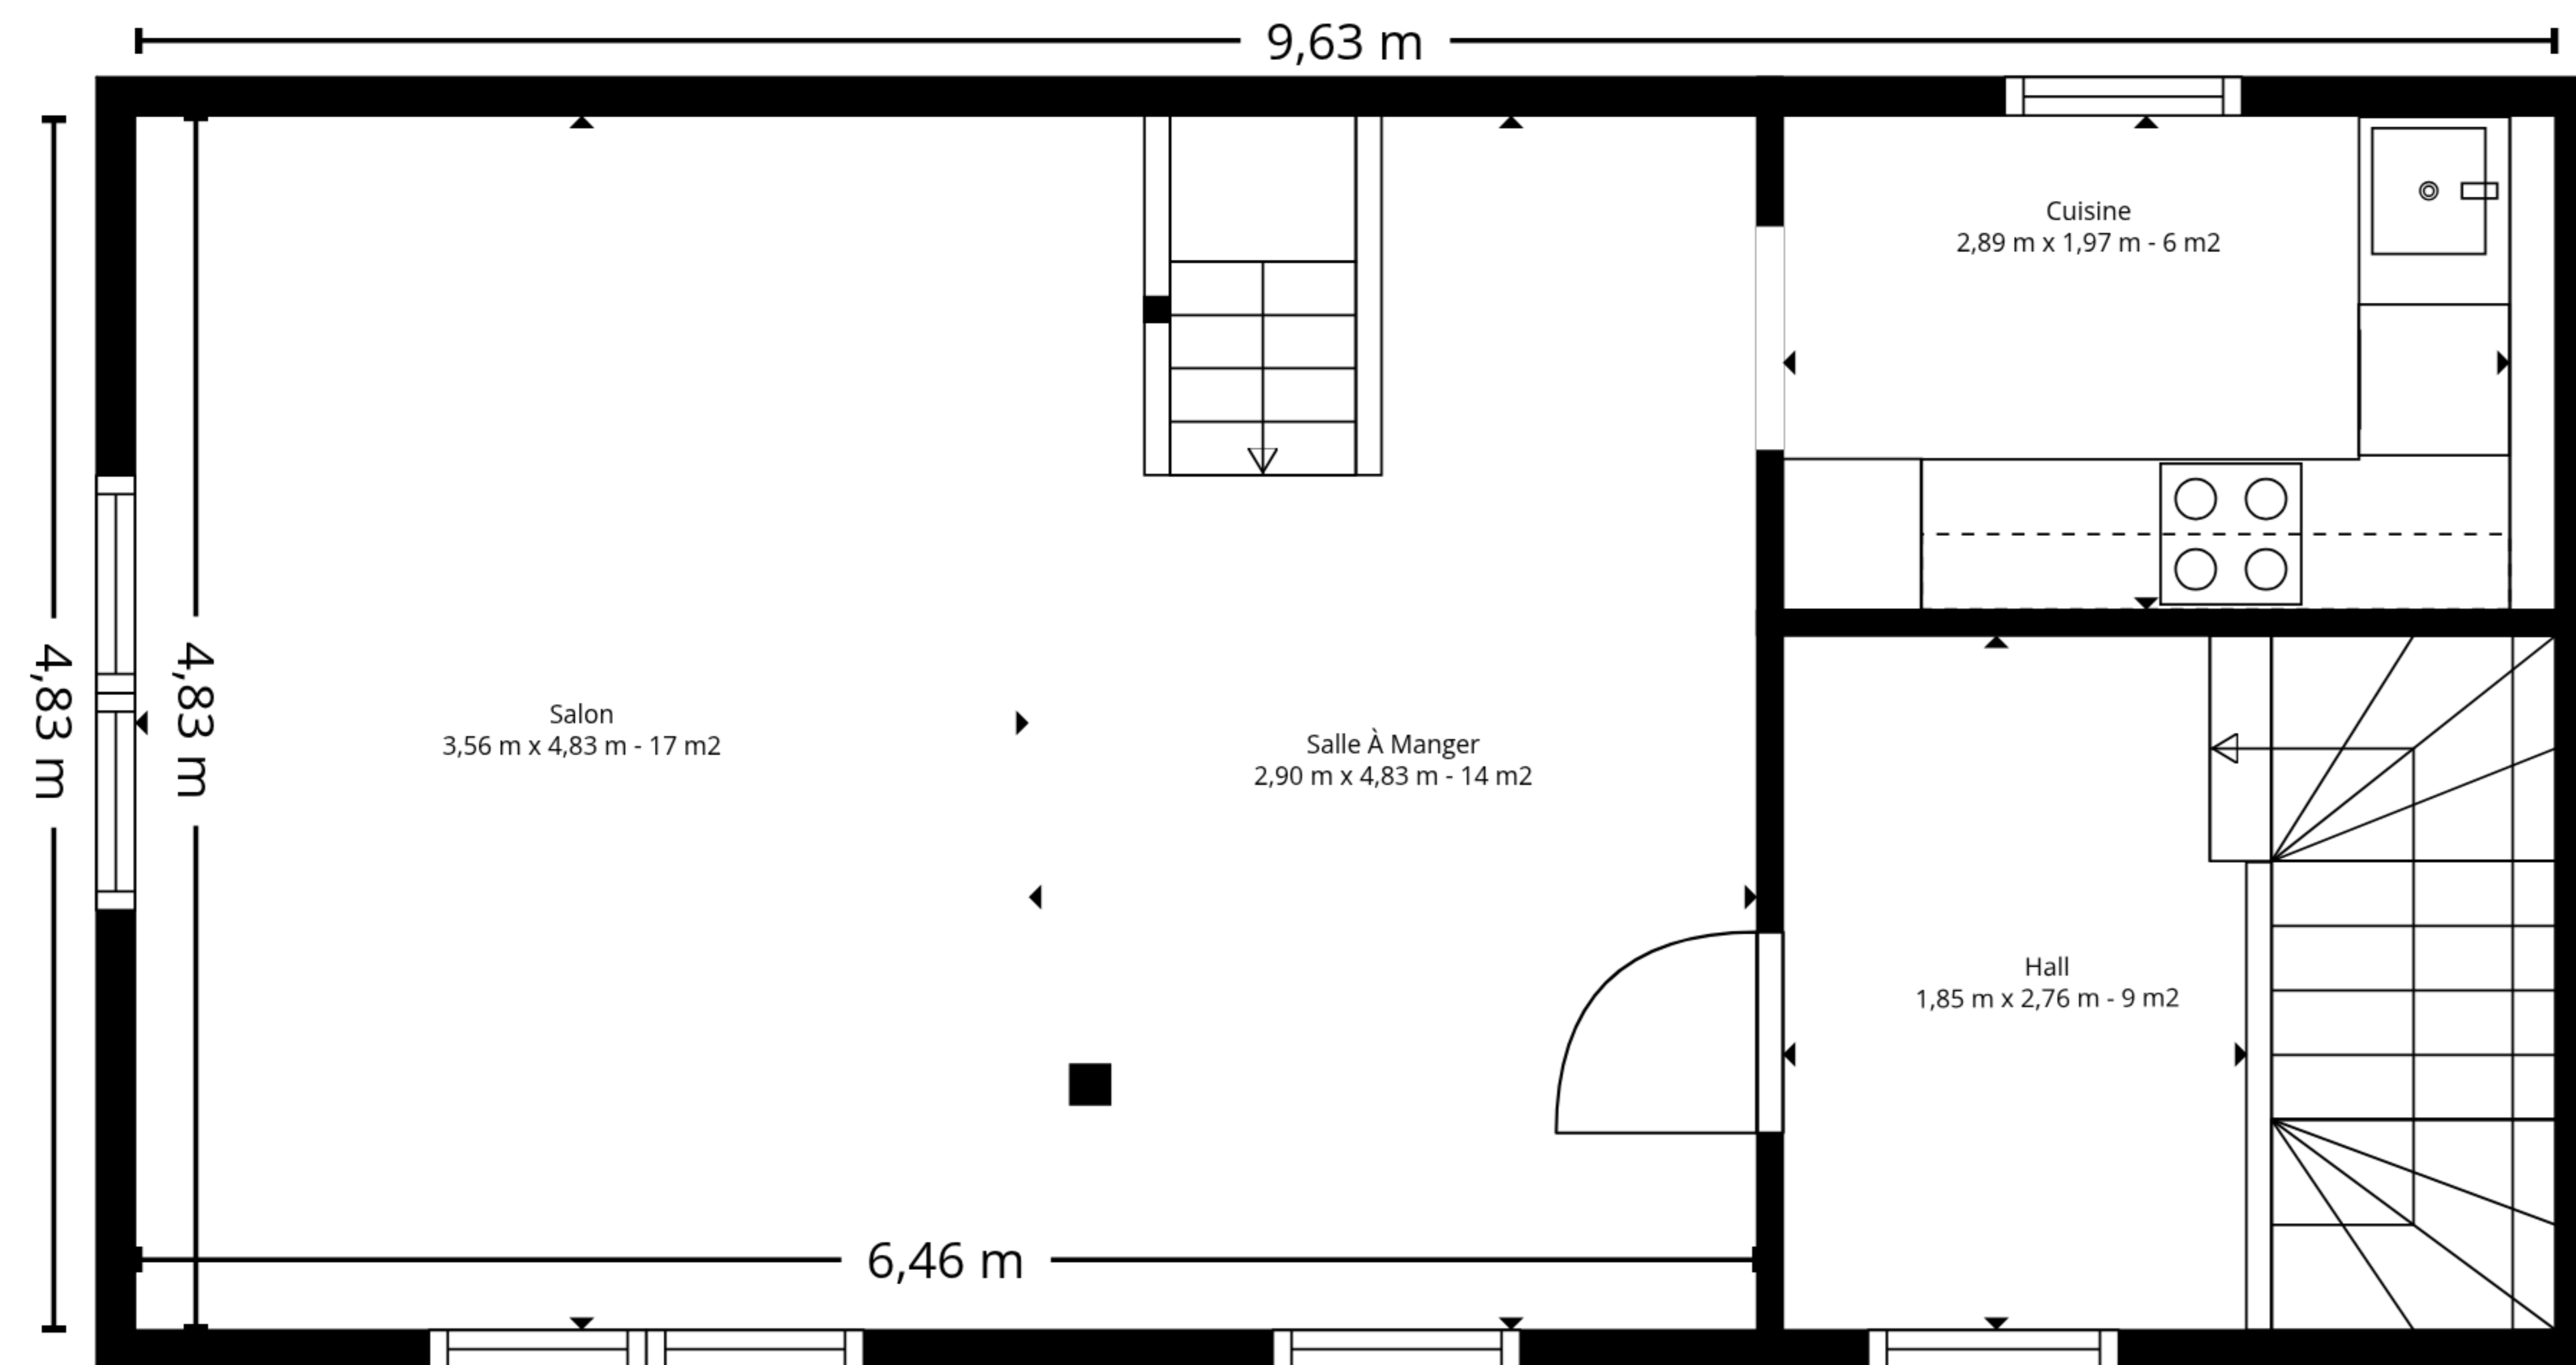 9,63 m
Cuisine
2,89 m x 1,97 m - 6 m2
4,83 m
4,83 m
Salon
3,56 m x 4,83 m - 17 m2
Salle À Manger
2,90 m x 4,83 m - 14 m2
Hall
1,85 m x 2,76 m - 9 m2
6,46 m